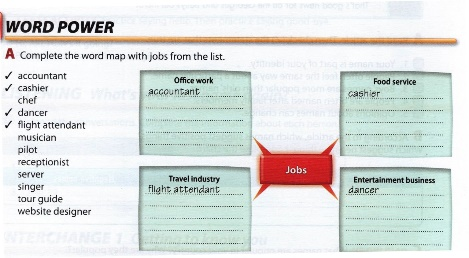 WORD POWER
A Complete the word map with jobs from the list.
✓ accountant
✓ cashier
chef
✓ dancer
✓ flight attendant
musician
pilot
receptionist
server
singer
tour guide
website designer
Office work
accountant
Food service
cashier
Jobs
Travel industry
flight attendant
Entertainment business
dancer